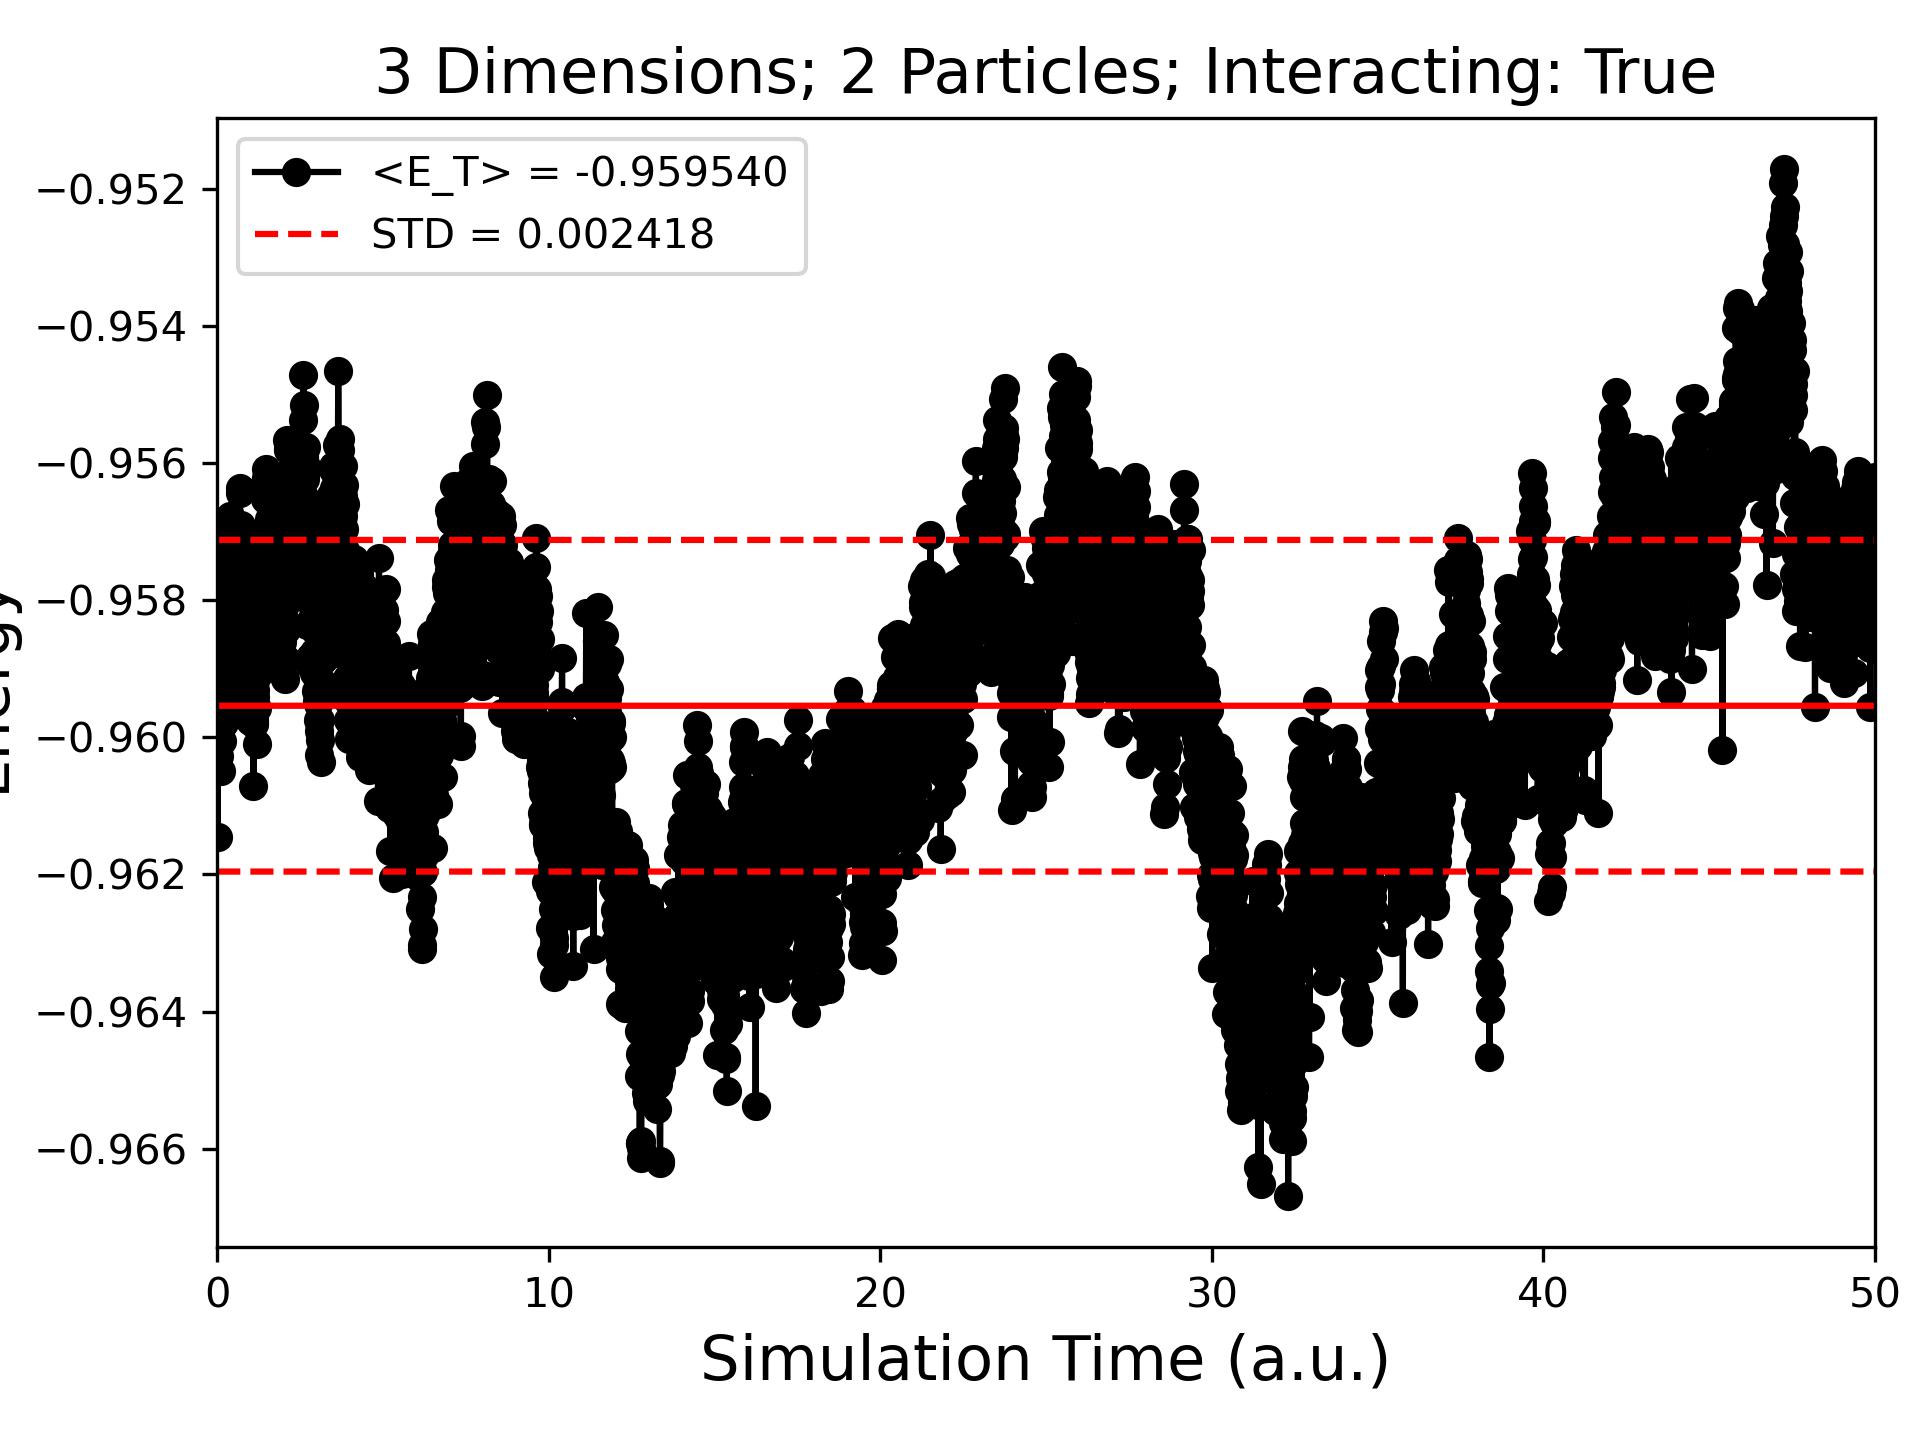 3 Dimensions; 2 Particles; Interacting: True
<E_T> = -0.959540
STD = 0.002418
−0.952
−0.954
−0.956
−0.958
−0.960
−0.962
−0.964
−0.966
Energy
0 10 20 30 40 50
Simulation Time (a.u.)